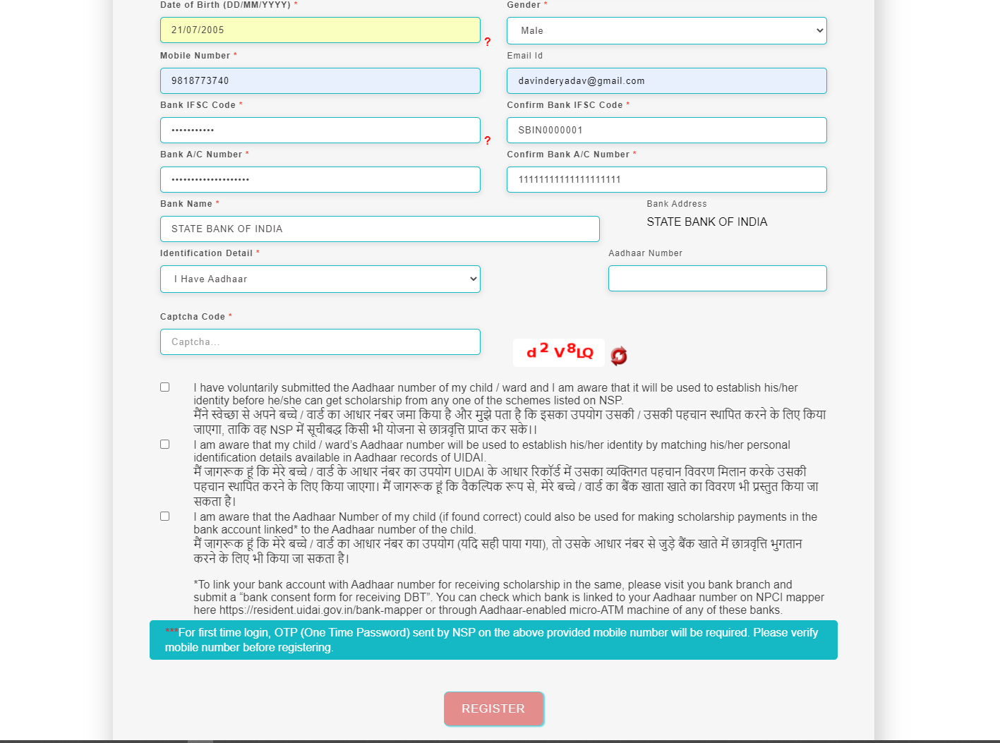 Date of Birth (DD/MM/YYYY) *
Gender *
21/07/2005
?
Male
Mobile Number *
Email Id
9818773740
davinderyadav@gmail.com
Bank IFSC Code *
Confirm Bank IFSC Code *
•••••••••••
?
SBIN0000001
Bank A/C Number *
Confirm Bank A/C Number *
••••••••••••••••••••
11111111111111111111
Bank Name *
Bank Address
STATE BANK OF INDIA
STATE BANK OF INDIA
Identification Detail *
Aadhaar Number
I Have Aadhaar
Captcha Code *
Captcha...
d 2 V 8 L Q
I have voluntarily submitted the Aadhaar number of my child / ward and I am aware that it will be used to establish his/her
identity before he/she can get scholarship from any one of the schemes listed on NSP.
मैंने स्वेच्छा से अपने बच्चे / वार्ड का आधार नंबर जमा किया है और मुझे पता है कि इसका उपयोग उसकी / उसकी पहचान स्थापित करने के लिए किया
जाएगा, ताकि वह NSP में सूचीबद्ध किसी भी योजना से छात्रवृत्ति प्राप्त कर सके।।
I am aware that my child / ward’s Aadhaar number will be used to establish his/her identity by matching his/her personal
identification details available in Aadhaar records of UIDAI.
मैं जागरूक हूं कि मेरे बच्चे / वार्ड के आधार नंबर का उपयोग UIDAI के आधार रिकॉर्ड में उसका व्यक्तिगत पहचान विवरण मिलान करके उसकी
पहचान स्थापित करने के लिए किया जाएगा। मैं जागरूक हूं कि वैकल्पिक रूप से, मेरे बच्चे / वार्ड का बैंक खाता खाते का विवरण भी प्रस्तुत किया जा
सकता है।
I am aware that the Aadhaar Number of my child (if found correct) could also be used for making scholarship payments in the
bank account linked* to the Aadhaar number of the child.
मैं जागरूक हूं कि मेरे बच्चे / वार्ड का आधार नंबर का उपयोग (यदि सही पाया गया), तो उसके आधार नंबर से जुड़े बैंक खाते में छात्रवृत्ति भुगतान
करने के लिए भी किया जा सकता है।
*To link your bank account with Aadhaar number for receiving scholarship in the same, please visit you bank branch and
submit a “bank consent form for receiving DBT”. You can check which bank is linked to your Aadhaar number on NPCI mapper
here https://resident.uidai.gov.in/bank-mapper or through Aadhaar-enabled micro-ATM machine of any of these banks.
***For first time login, OTP (One Time Password) sent by NSP on the above provided mobile number will be required. Please verify
mobile number before registering.
REGISTER